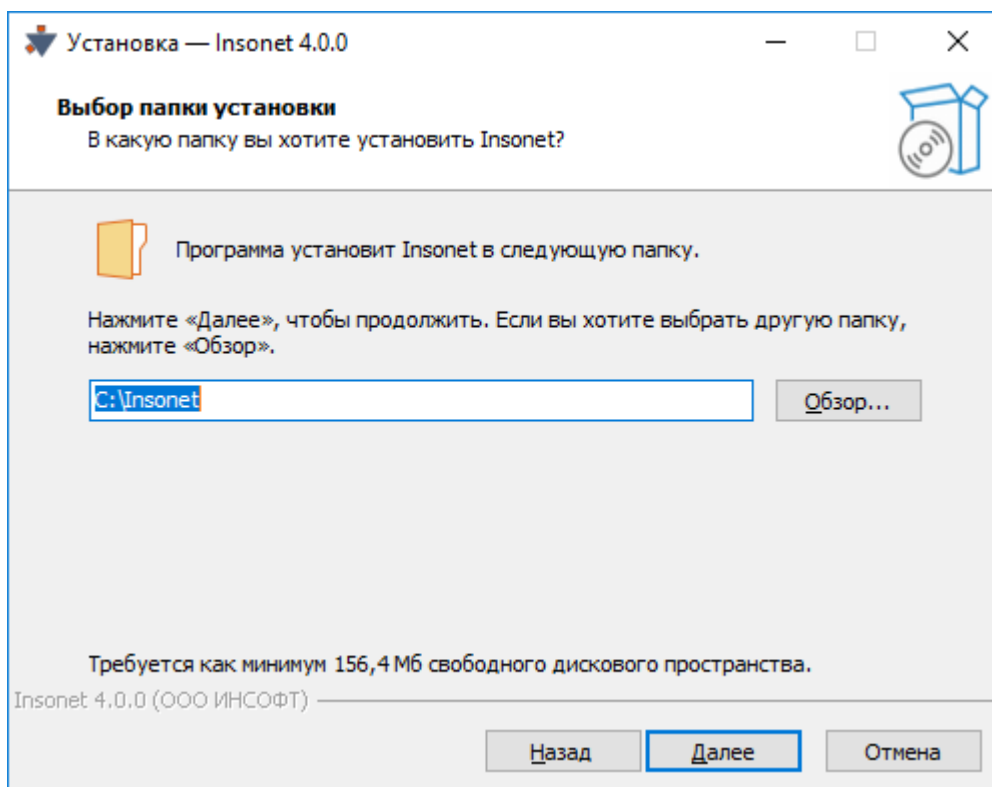 Установка — Insonet 4.0.0
Выбор папки установки
В какую папку вы хотите установить Insonet?
Программа установит Insonet в следующую папку.
Нажмите «Далее», чтобы продолжить. Если вы хотите выбрать другую папку,
нажмите «Обзор».
C:\Insonet
Обзор...
Требуется как минимум 156,4 Мб свободного дискового пространства.
Insonet 4.0.0 (ООО ИНСОФТ)
Назад
Далее
Отмена